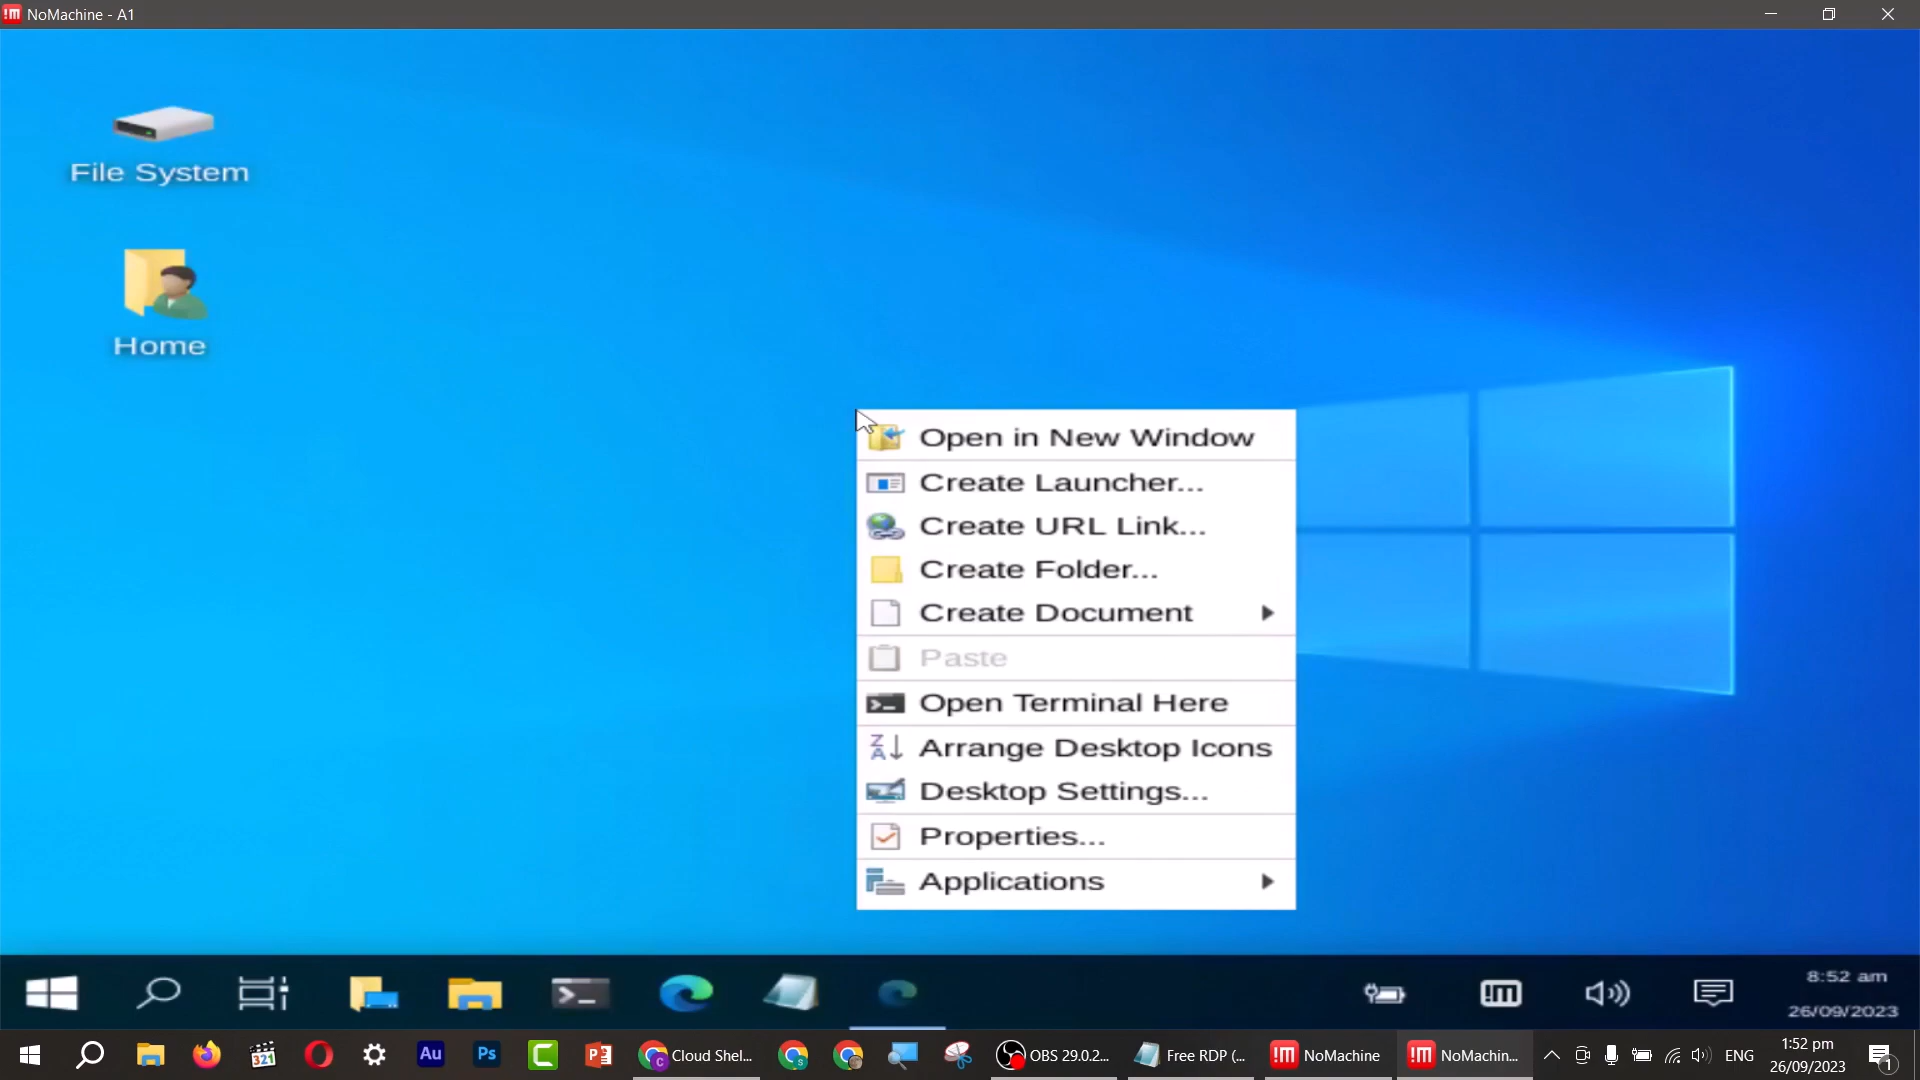 NoMachine - A1
File System
Home
Open in New Window
Create Launcher...
Create URL Link...
Create Folder...
Create Document
Paste
Open Terminal Here
Arrange Desktop Icons
Desktop Settings...
Properties...
Applications
8:52 am
26/09/2023
Cloud Shel...
OBS 29.0.2...
Free RDP (...
NoMachine
NoMachin...
ENG
1:52 pm
26/09/2023
1
Au
Ps
321